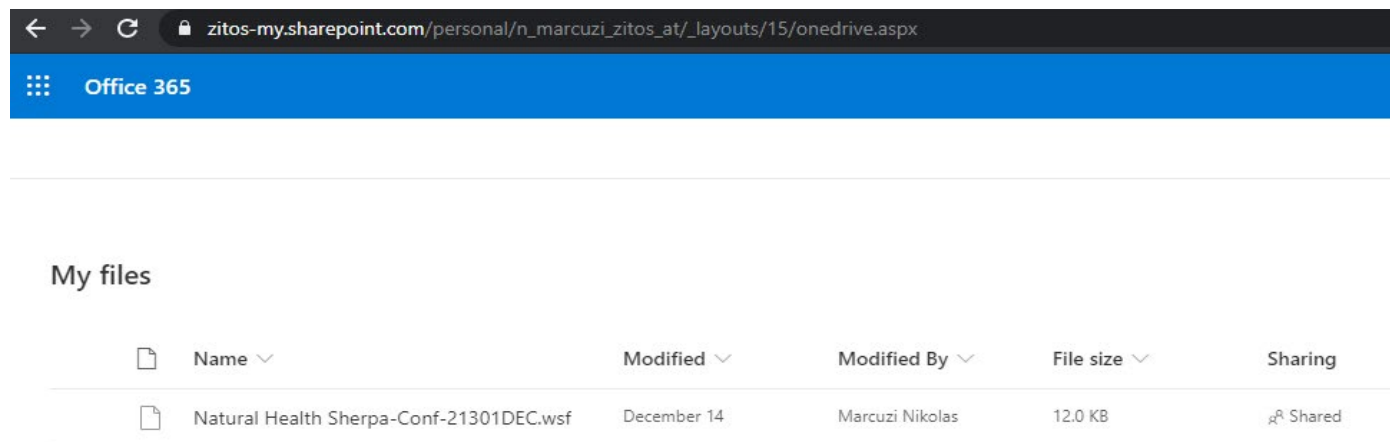 zitos-my.sharepoint.com/personal/n_marcuzi_zitos_at/_layouts/15/onedrive.aspx
Office 365
My files
Name Modified Modified By File size Sharing
Natural Health Sherpa-Conf-21301DEC.wsf December 14 Marcuzi Nikolas 12.0 KB Shared